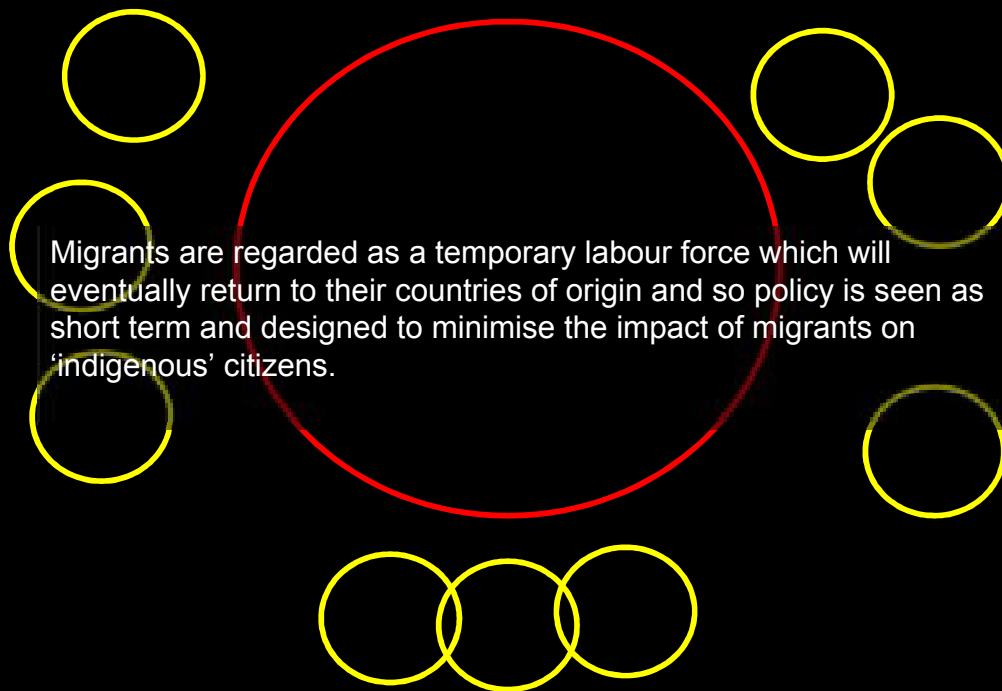 Migrants are regarded as a temporary labour force which will
eventually return to their countries of origin and so policy is seen as
short term and designed to minimise the impact of migrants on
‘indigenous’ citizens.